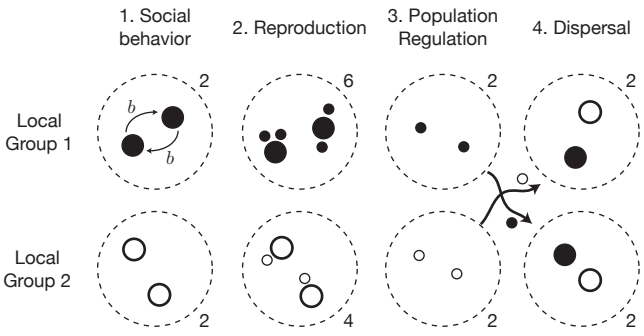 1. Social
behavior
2. Reproduction
3. Population
Regulation
4. Dispersal
Local
Group 1
2
b
b
6
2
2
Local
Group 2
2
4
2
2